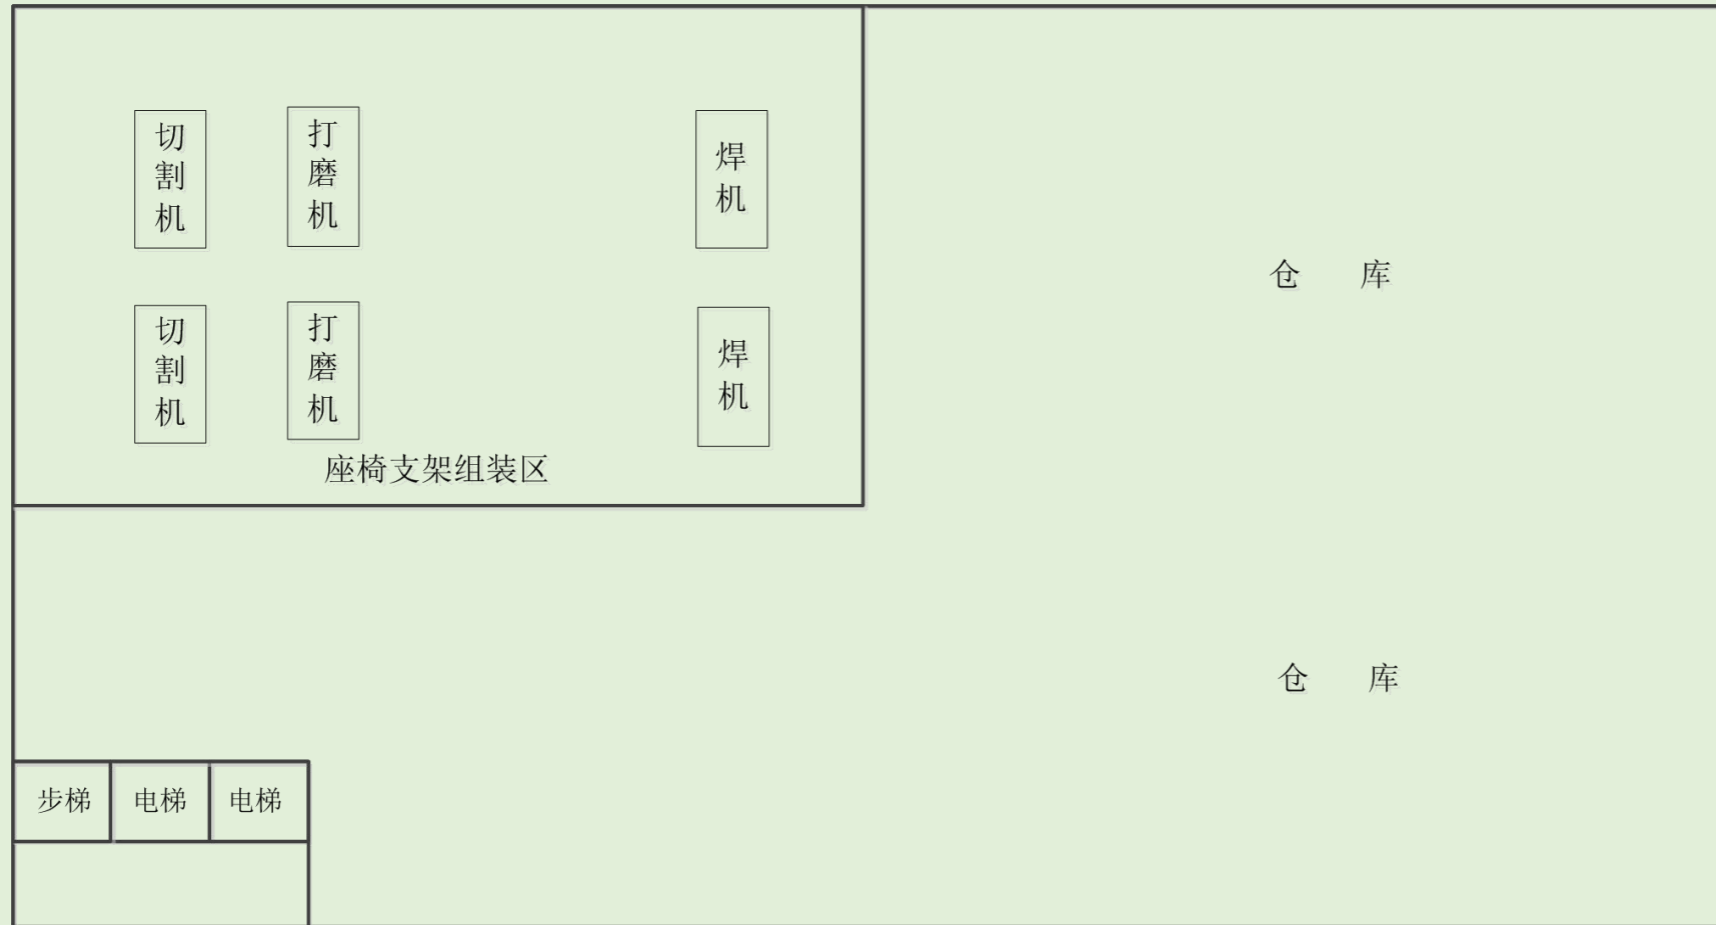 切割机
打磨机
焊机
仓 库
切割机
打磨机
焊机
座椅支架组装区
仓 库
步梯
电梯
电梯